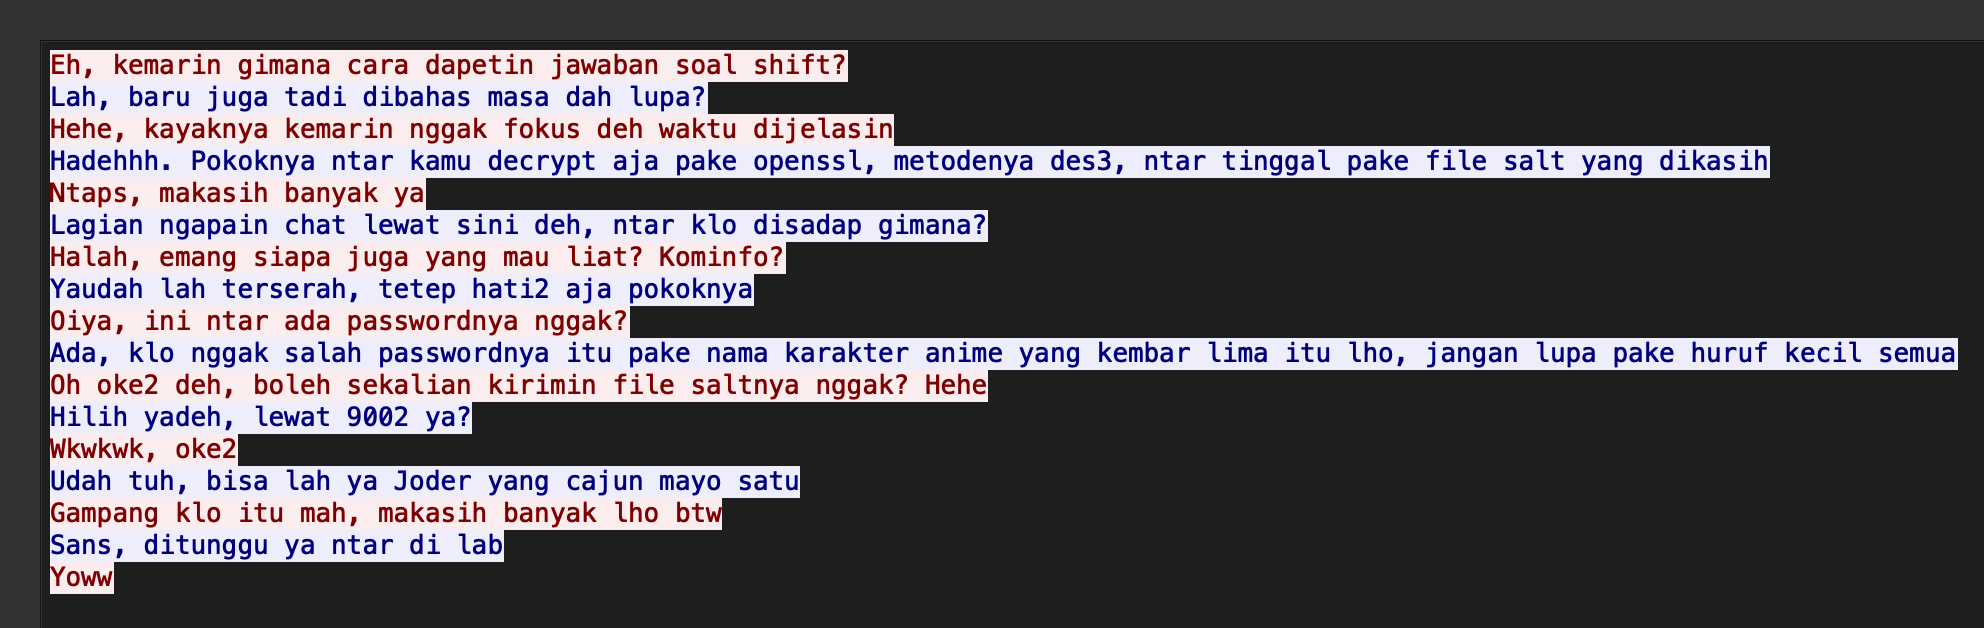 Eh, kemarin gimana cara dapetin jawaban soal shift?
Lah, baru juga tadi dibahas masa dah lupa?
Hehe, kayaknya kemarin nggak fokus deh waktu dijelasin
Hadehhh. Pokoknya ntar kamu decrypt aja pake openssl, metodenya des3, ntar tinggal pake file salt yang dikasih
Ntaps, makasih banyak ya
Lagian ngapain chat lewat sini deh, ntar klo disadap gimana?
Halah, emang siapa juga yang mau liat? Kominfo?
Yaudah lah terserah, tetep hati2 aja pokoknya
Oiya, ini ntar ada passwordnya nggak?
Ada, klo nggak salah passwordnya itu pake nama karakter anime yang kembar lima itu lho, jangan lupa pake huruf kecil semua
Oh oke2 deh, boleh sekalian kirimin file saltnya nggak? Hehe
Hilih yadeh, lewat 9002 ya?
Wkwkwk, oke2
Udah tuh, bisa lah ya Joder yang cajun mayo satu
Gampang klo itu mah, makasih banyak lho btw
Sans, ditunggu ya ntar di lab
Yoww